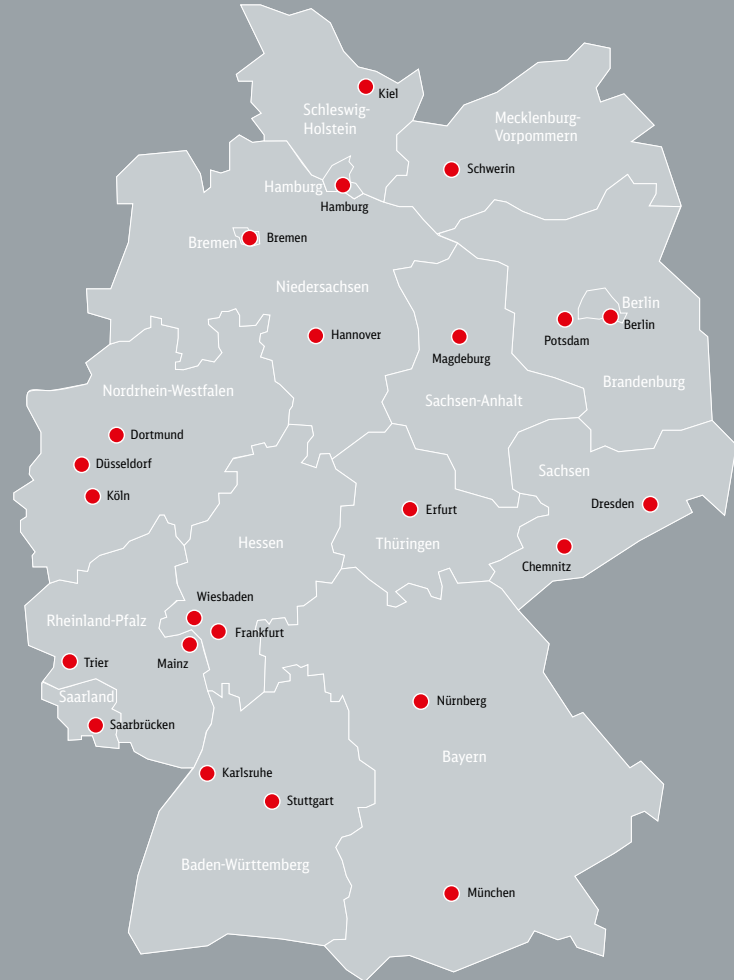 Kiel
Schleswig-
Holstein
Mecklenburg-
Vorpommern
Schwerin
Hamburg
Hamburg
Bremen
Bremen
Niedersachsen
Berlin
Berlin
Potsdam
Hannover
Magdeburg
Brandenburg
Nordrhein-Westfalen
Sachsen-Anhalt
Dortmund
Düsseldorf
Sachsen
Köln
Dresden
Erfurt
Hessen
Thüringen
Chemnitz
Wiesbaden
Rheinland-Pfalz
Frankfurt
Trier
Mainz
Saarland
Nürnberg
Saarbrücken
Bayern
Karlsruhe
Stuttgart
Baden-Württemberg
München